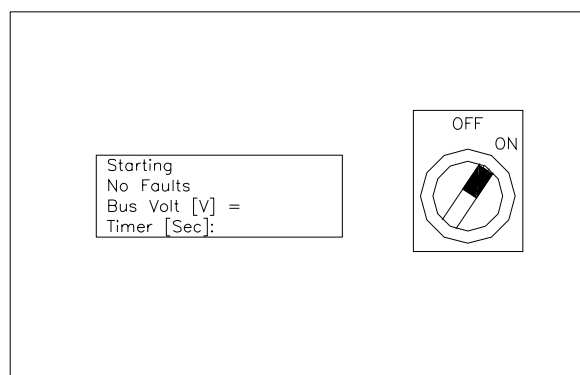 Starting
No Faults
Bus Volt [V] =
Timer [Sec]:
OFF
ON